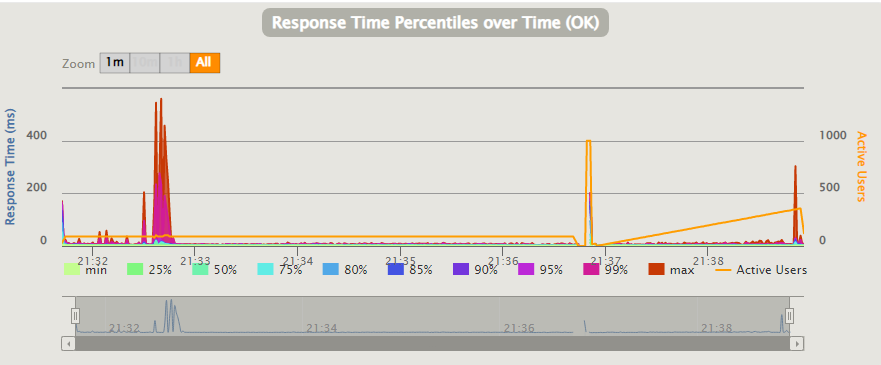 Response Time Percentiles over Time (OK)
Zoom 1m 10m 1h All
Response Time (ms)
400
200
0
1000
500
0
Active Users
21:32 21:33 21:34 21:35 21:36 21:37 21:38
min 25% 50% 75% 80% 85% 90% 95% 99% max Active Users
21:32 21:34 21:36 21:38